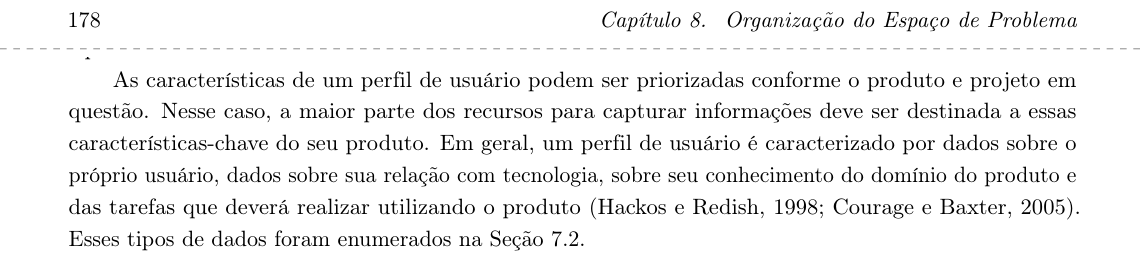 178 Capítulo 8. Organização do Espaço de Problema
As características de um perfil de usuário podem ser priorizadas conforme o produto e projeto em
questão. Nesse caso, a maior parte dos recursos para capturar informações deve ser destinada a essas
características-chave do seu produto. Em geral, um perfil de usuário é caracterizado por dados sobre o
próprio usuário, dados sobre sua relação com tecnologia, sobre seu conhecimento do domínio do produto e
das tarefas que deverá realizar utilizando o produto (Hackos e Redish, 1998; Courage e Baxter, 2005).
Esses tipos de dados foram enumerados na Seção 7.2.